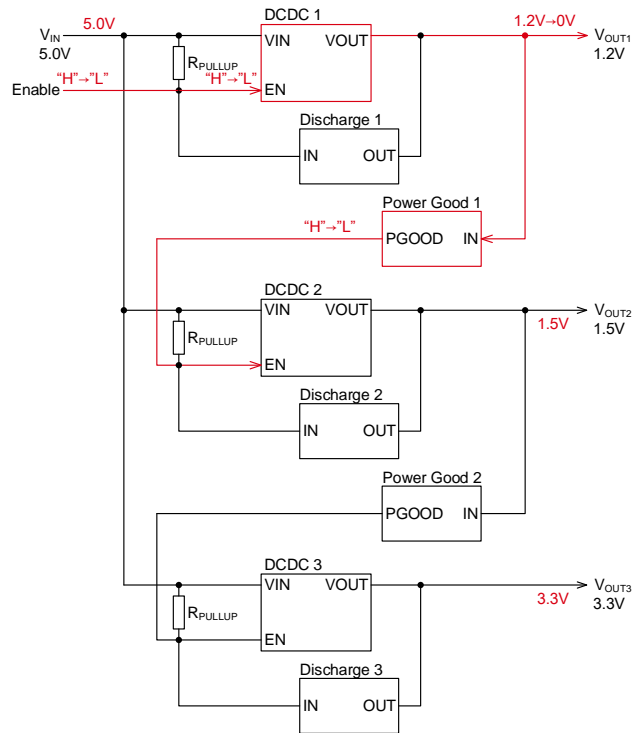 DCDC 1
VIN 5.0V
5.0V
VIN VOUT
1.2V→0V
VOUT1
1.2V
RPULLUP
“H”→”L”
“H”→”L”
Enable
EN
Discharge 1
IN OUT
Power Good 1
“H”→”L”
PGOOD IN
DCDC 2
VIN VOUT
1.5V
VOUT2
1.5V
RPULLUP
EN
Discharge 2
IN OUT
Power Good 2
PGOOD IN
DCDC 3
VIN VOUT
3.3V
VOUT3
3.3V
RPULLUP
EN
Discharge 3
IN OUT